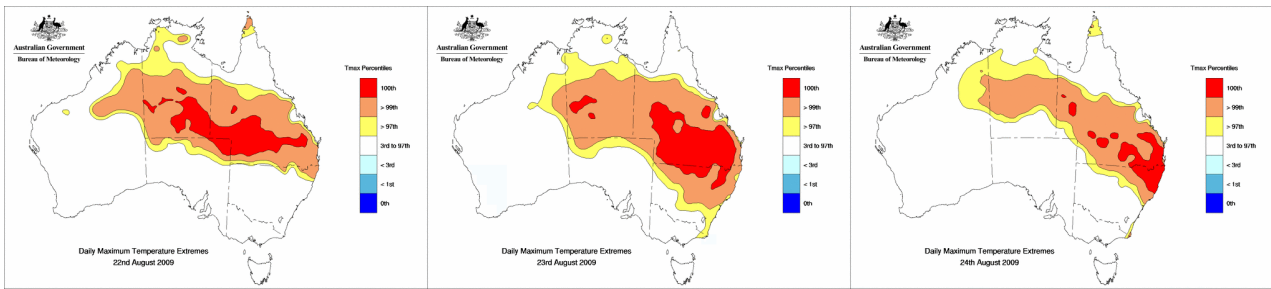 Australian Government
Bureau of Meteorology
Tmax Percentiles
100th
> 99th
> 97th
3rd to 97th
< 3rd
< 1st
0th
Daily Maximum Temperature Extremes
22nd August 2009
Australian Government
Bureau of Meteorology
Tmax Percentiles
100th
> 99th
> 97th
3rd to 97th
< 3rd
< 1st
0th
Daily Maximum Temperature Extremes
23rd August 2009
Australian Government
Bureau of Meteorology
Tmax Percentiles
100th
> 99th
> 97th
3rd to 97th
< 3rd
< 1st
0th
Daily Maximum Temperature Extremes
24th August 2009